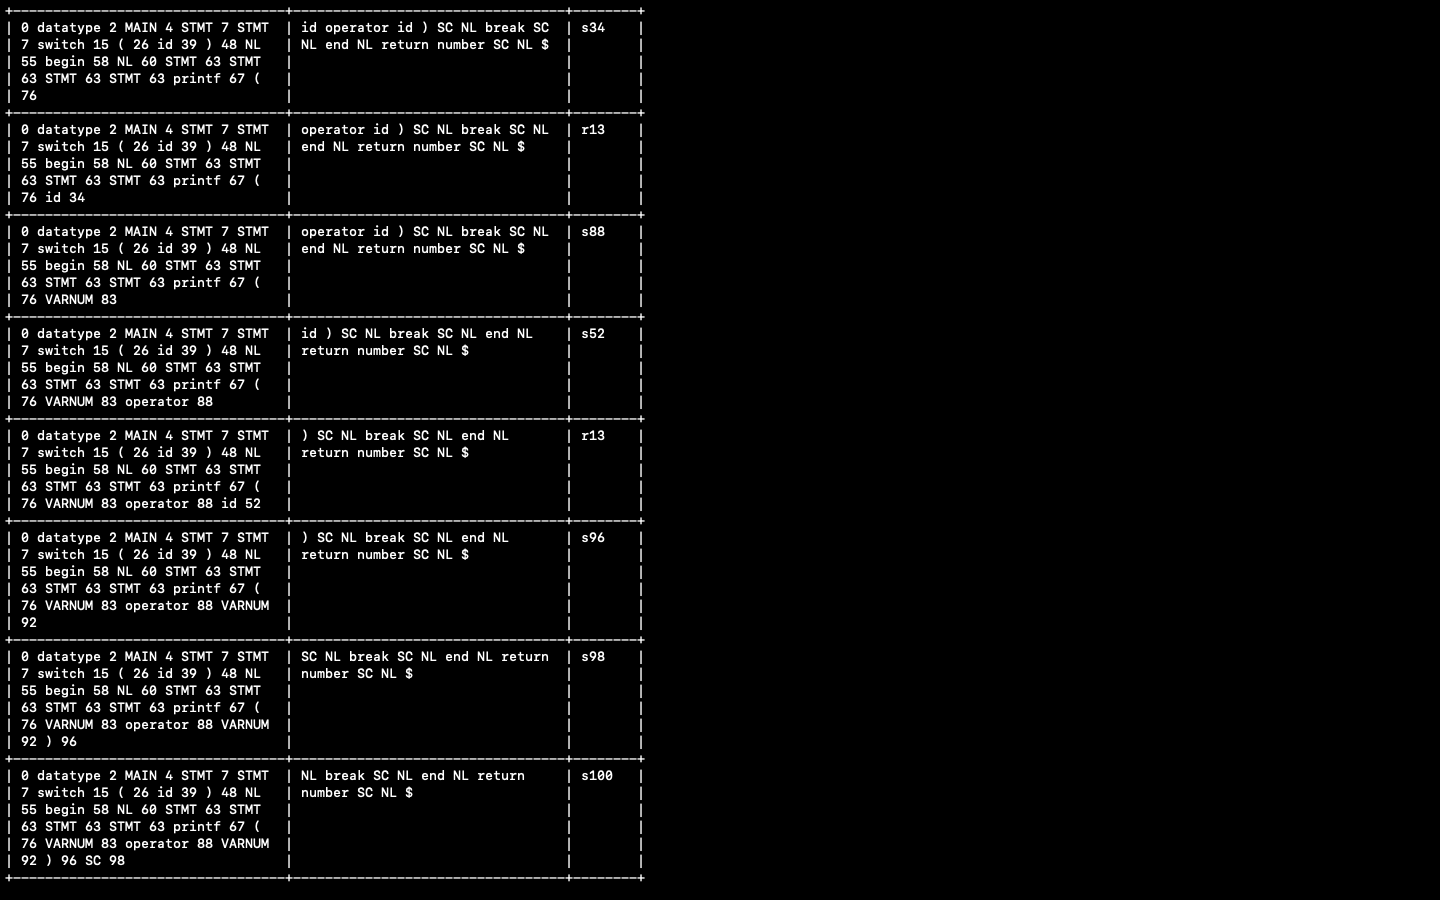 +----------------------------------+-----------------------------------+--------+
| 0 datatype 2 MAIN 4 STMT 7 STMT | id operator id ) SC NL break SC | s34 |
| 7 switch 15 ( 26 id 39 ) 48 NL | NL end NL return number SC NL $ | |
| 55 begin 58 NL 60 STMT 63 STMT | | |
| 63 STMT 63 STMT 63 printf 67 ( | | |
| 76 | | |
+----------------------------------+-----------------------------------+--------+
| 0 datatype 2 MAIN 4 STMT 7 STMT | operator id ) SC NL break SC NL | r13 |
| 7 switch 15 ( 26 id 39 ) 48 NL | end NL return number SC NL $ | |
| 55 begin 58 NL 60 STMT 63 STMT | | |
| 63 STMT 63 STMT 63 printf 67 ( | | |
| 76 id 34 | | |
+----------------------------------+-----------------------------------+--------+
| 0 datatype 2 MAIN 4 STMT 7 STMT | operator id ) SC NL break SC NL | s88 |
| 7 switch 15 ( 26 id 39 ) 48 NL | end NL return number SC NL $ | |
| 55 begin 58 NL 60 STMT 63 STMT | | |
| 63 STMT 63 STMT 63 printf 67 ( | | |
| 76 VARNUM 83 | | |
+----------------------------------+-----------------------------------+--------+
| 0 datatype 2 MAIN 4 STMT 7 STMT | id ) SC NL break SC NL end NL | s52 |
| 7 switch 15 ( 26 id 39 ) 48 NL | return number SC NL $ | |
| 55 begin 58 NL 60 STMT 63 STMT | | |
| 63 STMT 63 STMT 63 printf 67 ( | | |
| 76 VARNUM 83 operator 88 | | |
+----------------------------------+-----------------------------------+--------+
| 0 datatype 2 MAIN 4 STMT 7 STMT | ) SC NL break SC NL end NL | r13 |
| 7 switch 15 ( 26 id 39 ) 48 NL | return number SC NL $ | |
| 55 begin 58 NL 60 STMT 63 STMT | | |
| 63 STMT 63 STMT 63 printf 67 ( | | |
| 76 VARNUM 83 operator 88 id 52 | | |
+----------------------------------+-----------------------------------+--------+
| 0 datatype 2 MAIN 4 STMT 7 STMT | ) SC NL break SC NL end NL | s96 |
| 7 switch 15 ( 26 id 39 ) 48 NL | return number SC NL $ | |
| 55 begin 58 NL 60 STMT 63 STMT | | |
| 63 STMT 63 STMT 63 printf 67 ( | | |
| 76 VARNUM 83 operator 88 VARNUM | | |
| 92 | | |
+----------------------------------+-----------------------------------+--------+
| 0 datatype 2 MAIN 4 STMT 7 STMT | SC NL break SC NL end NL return | s98 |
| 7 switch 15 ( 26 id 39 ) 48 NL | number SC NL $ | |
| 55 begin 58 NL 60 STMT 63 STMT | | |
| 63 STMT 63 STMT 63 printf 67 ( | | |
| 76 VARNUM 83 operator 88 VARNUM | | |
| 92 ) 96 | | |
+----------------------------------+-----------------------------------+--------+
| 0 datatype 2 MAIN 4 STMT 7 STMT | NL break SC NL end NL return | s100 |
| 7 switch 15 ( 26 id 39 ) 48 NL | number SC NL $ | |
| 55 begin 58 NL 60 STMT 63 STMT | | |
| 63 STMT 63 STMT 63 printf 67 ( | | |
| 76 VARNUM 83 operator 88 VARNUM | | |
| 92 ) 96 SC 98 | | |
+----------------------------------+-----------------------------------+--------+